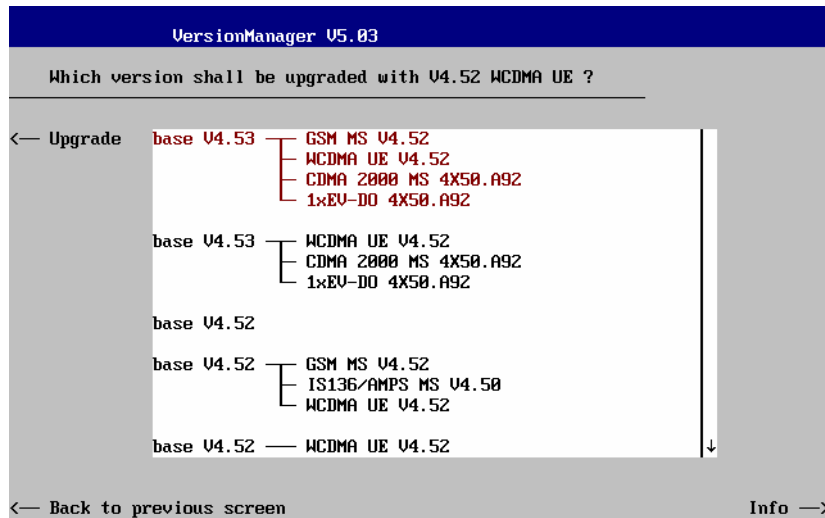 VersionManager V5.03
Which version shall be upgraded with V4.52 WCDMA UE ?
<— Upgrade
base V4.53 — GSM MS V4.52
WCDMA UE V4.52
CDMA 2000 MS 4X50.A92
1xEV-DO 4X50.A92
base V4.53 — WCDMA UE V4.52
CDMA 2000 MS 4X50.A92
1xEV-DO 4X50.A92
base V4.52
base V4.52 — GSM MS V4.52
IS136/AMPS MS V4.50
WCDMA UE V4.52
base V4.52 — WCDMA UE V4.52
<— Back to previous screen
Info —>